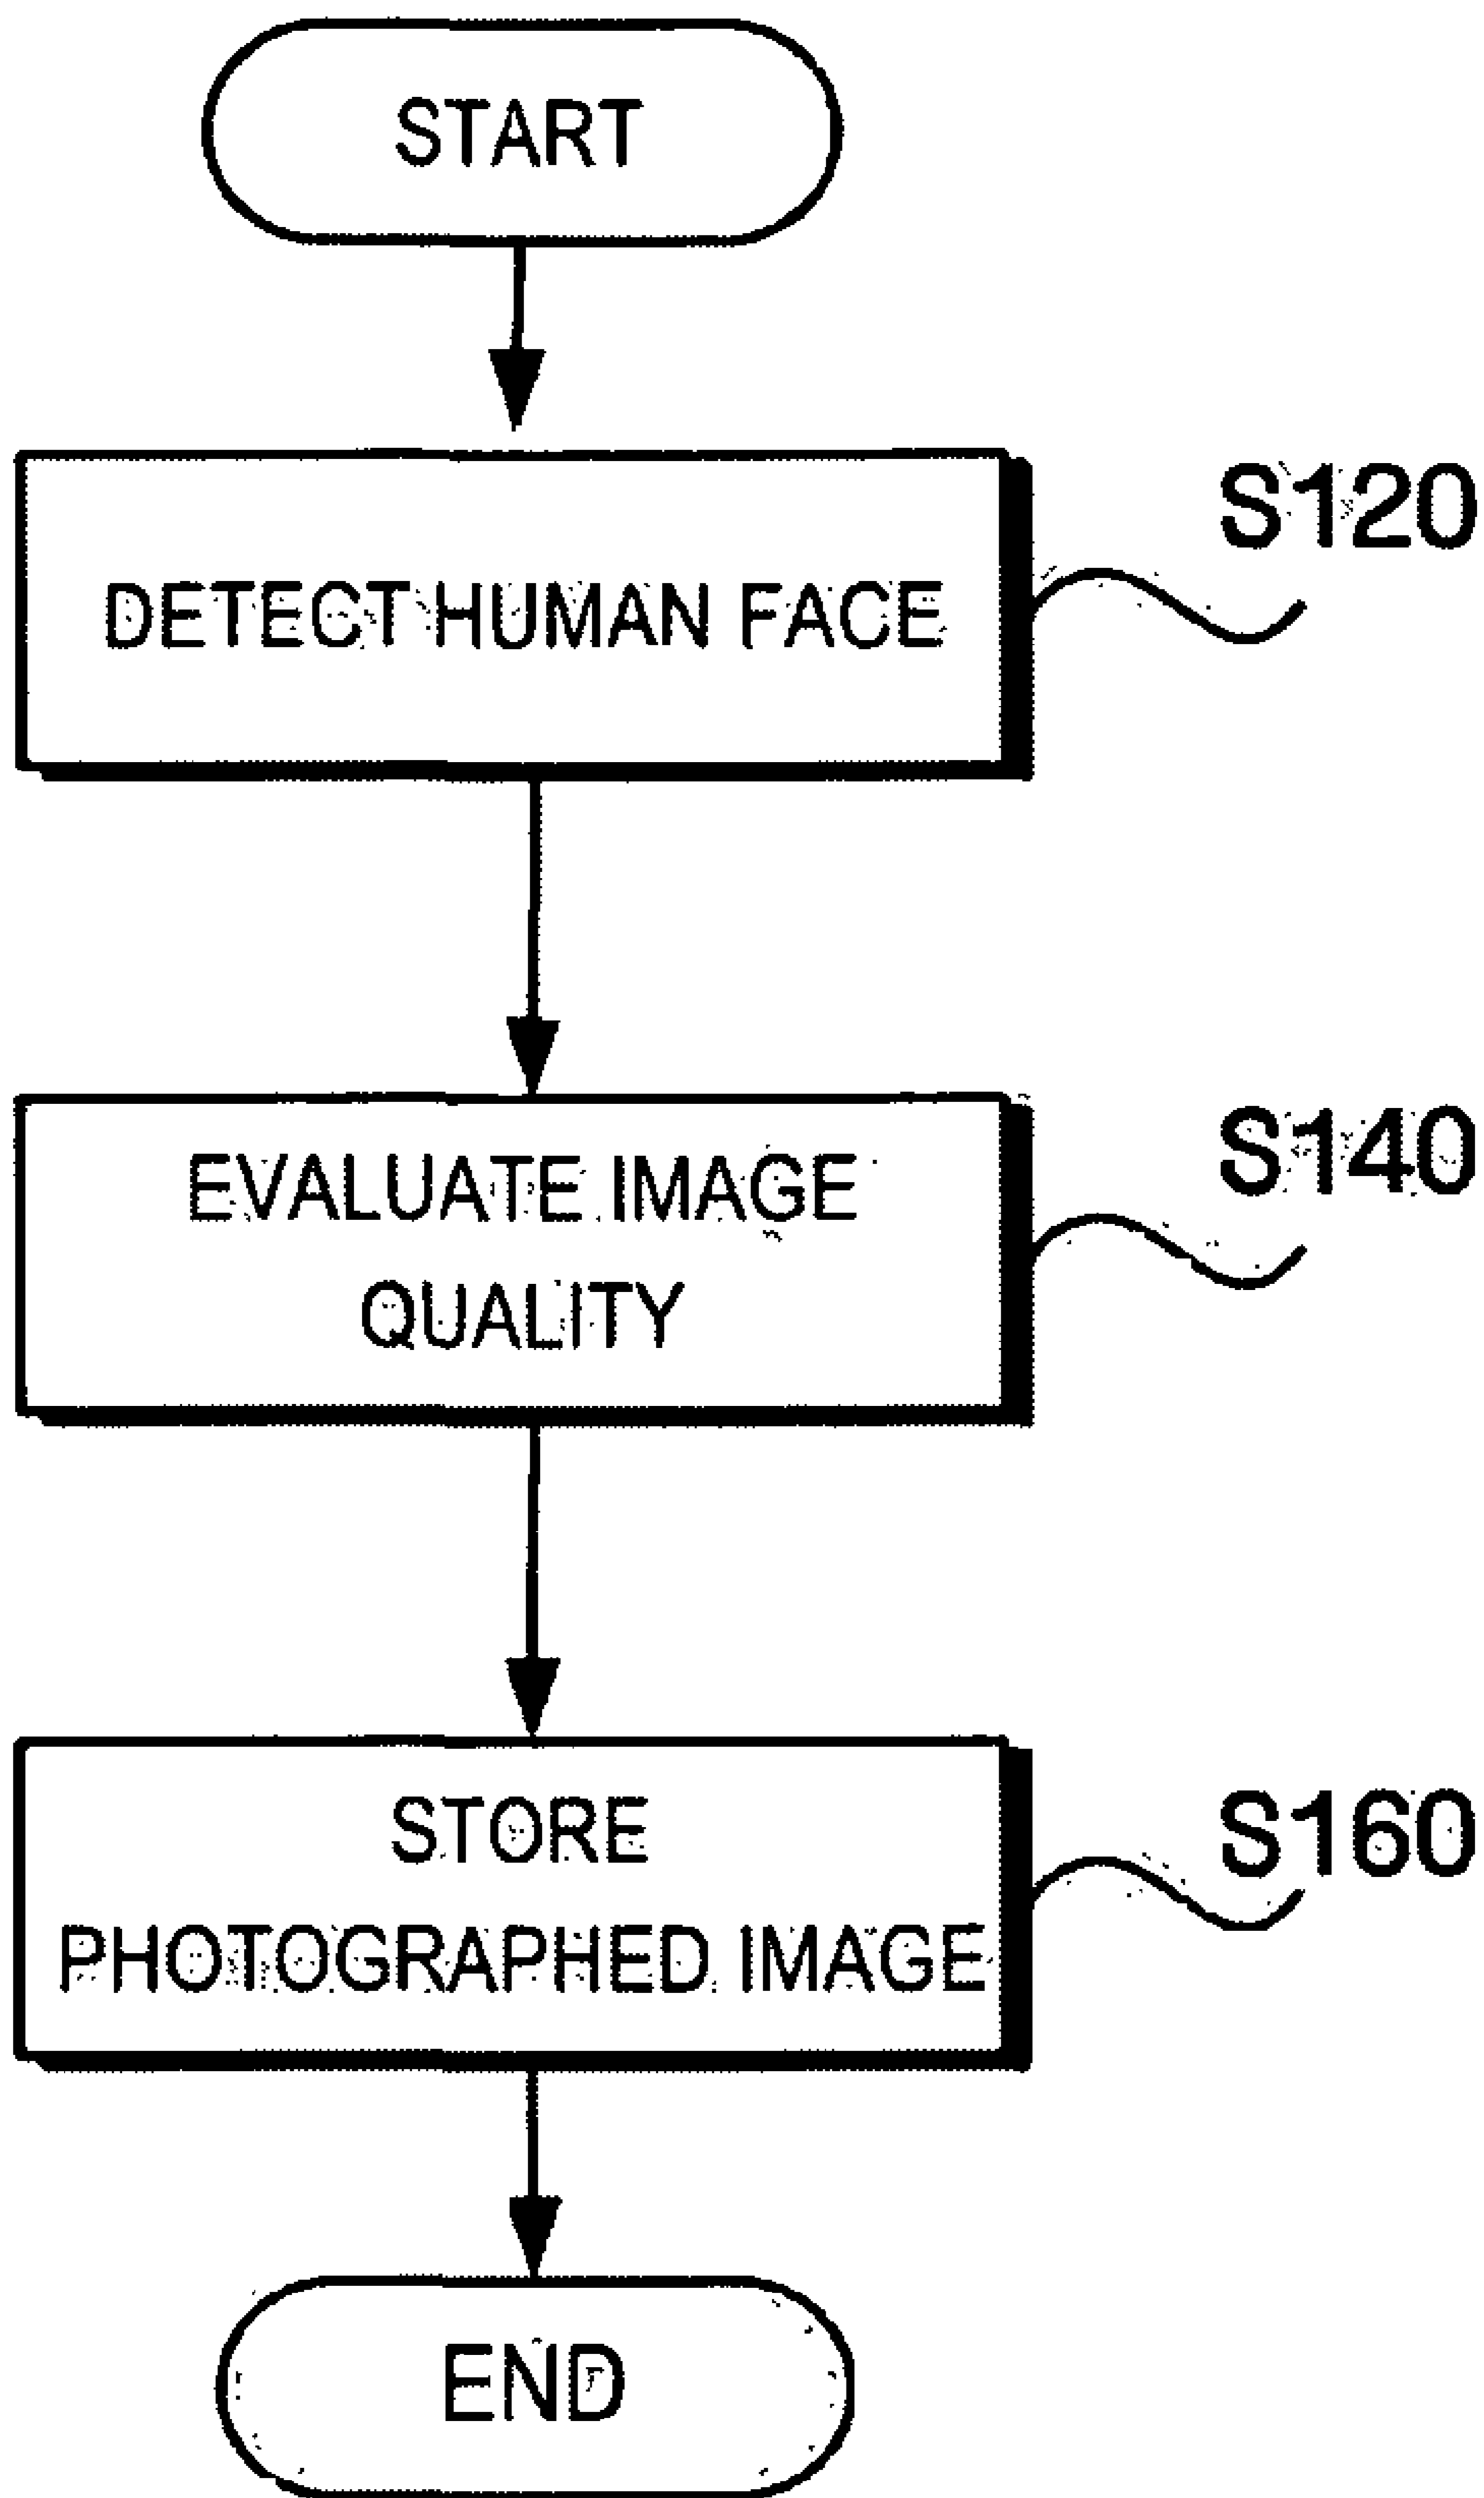 START
S120
DETECT HUMAN FACE
S140
EVALUATE IMAGE
QUALITY
S160
STORE
PHOTOGRAPHED IMAGE
END